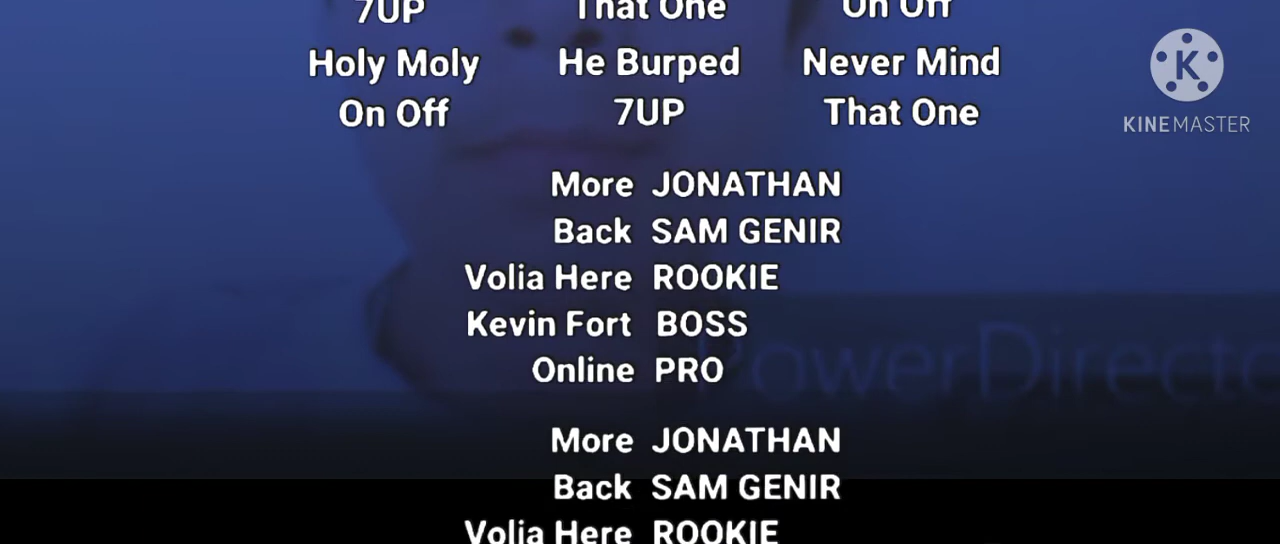 7UP That One On Off
Holy Moly He Burped Never Mind
On Off 7UP That One
KINEMASTER
More JONATHAN
Back SAM GENIR
Volia Here ROOKIE
Kevin Fort BOSS
Online PRO
PowerDirecto
More JONATHAN
Back SAM GENIR
Volia Here ROOKIE